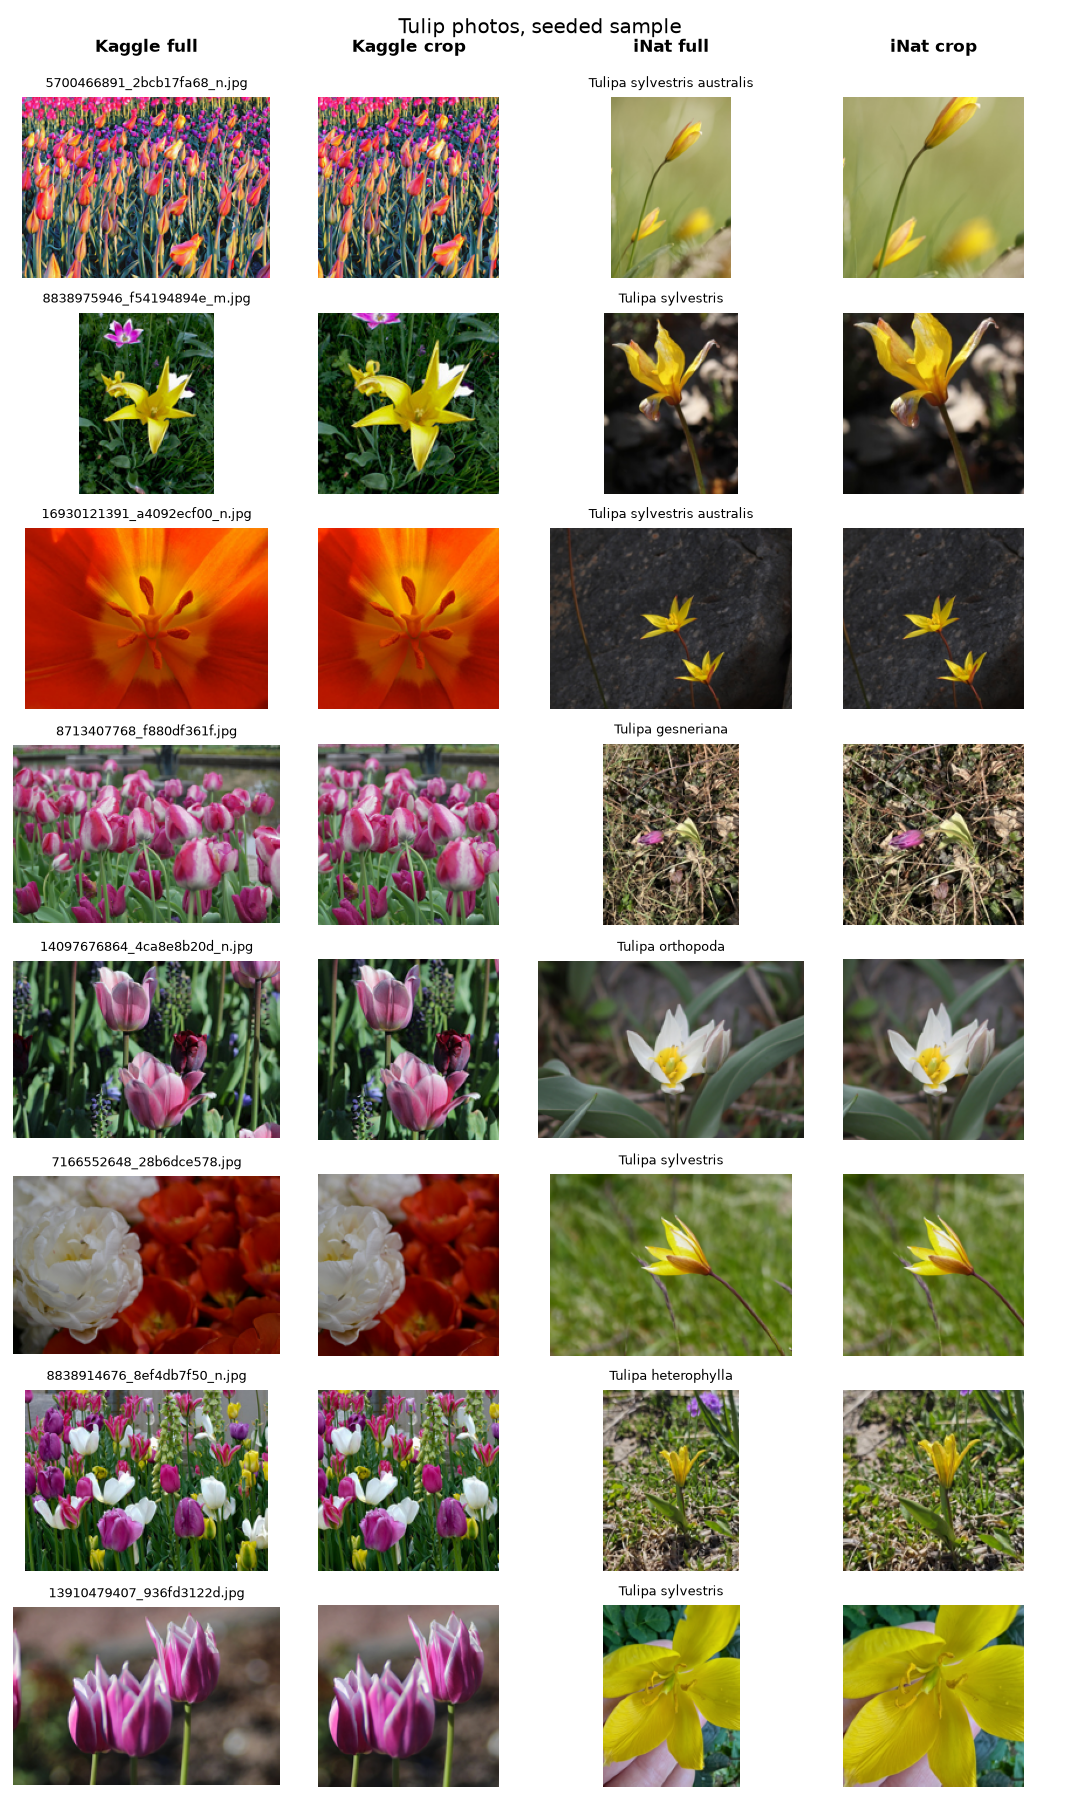 Tulip photos, seeded sample
Kaggle full Kaggle crop iNat full iNat crop
5700466891_2bcb17fa68_n.jpg Tulipa sylvestris australis
8838975946_f54194894e_m.jpg Tulipa sylvestris
16930121391_a4092ecf00_n.jpg Tulipa sylvestris australis
8713407768_f880df361f.jpg Tulipa gesneriana
14097676864_4ca8e8b20d_n.jpg Tulipa orthopoda
7166552648_28b6dce578.jpg Tulipa sylvestris
8838914676_8ef4db7f50_n.jpg Tulipa heterophylla
13910479407_936fd3122d.jpg Tulipa sylvestris